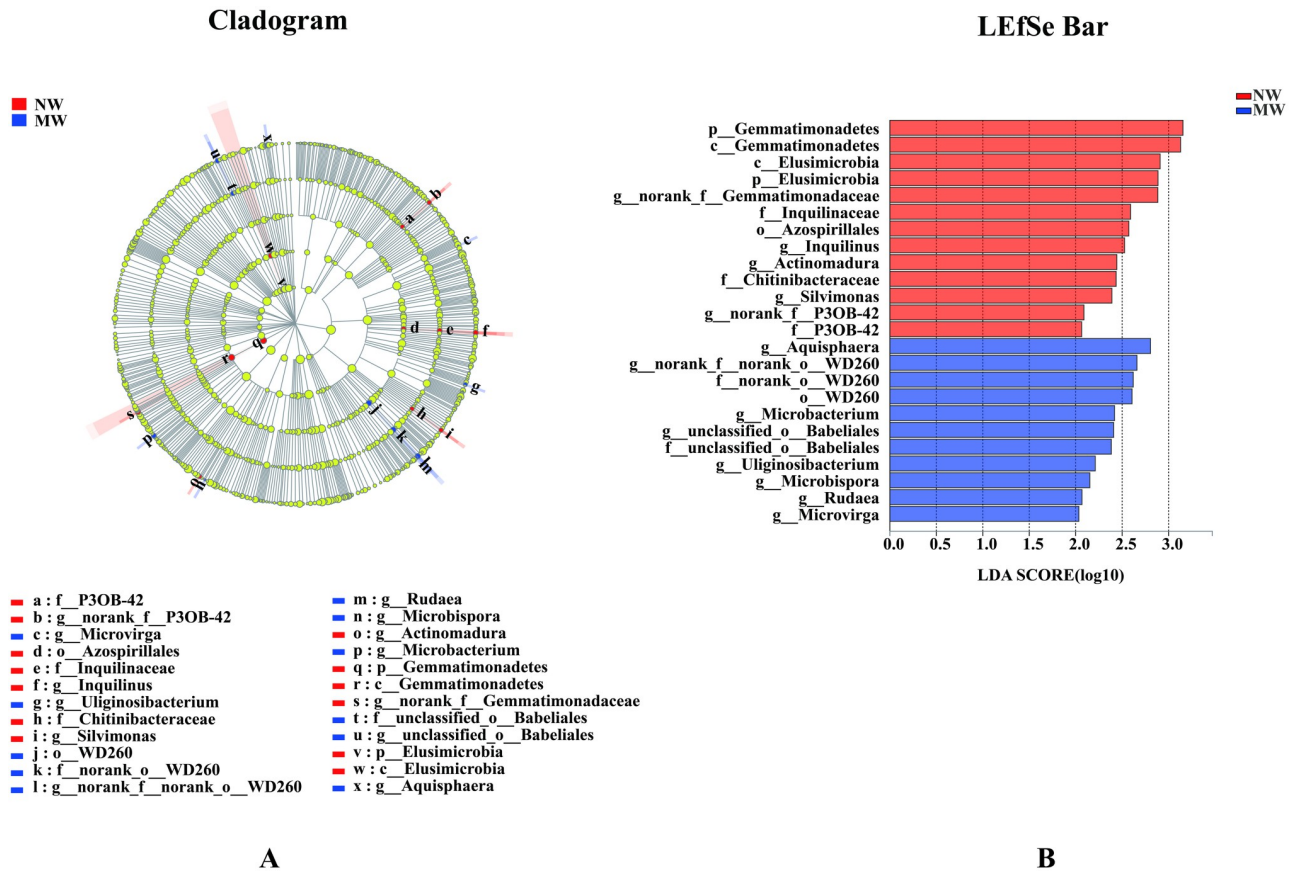 Cladogram
NW
MW
x
u
t
b
a
c
w
v
d
e
f
q
r
g
s
h
j
i
k
p
lm
LEfSe Bar
NW
MW
p__Gemmatimonadetes
c__Gemmatimonadetes
c__Elusimicrobia
p__Elusimicrobia
g__norank_f__Gemmatimonadaceae
f__Inquilinaceae
o__Azospirillales
g__Inquilinus
g__Actinomadura
f__Chitinibacteraceae
g__Silvimonas
g__norank_f__P3OB-42
f__P3OB-42
g__Aquisphaera
g__norank_f__norank_o__WD260
f__norank_o__WD260
o__WD260
g__Microbacterium
g__unclassified_o__Babeliales
f__unclassified_o__Babeliales
g__Uliginosibacterium
g__Microbispora
g__Rudaea
g__Microvirga
0.0 0.5 1.0 1.5 2.0 2.5 3.0
LDA SCORE(log10)
a : f__P3OB-42
b : g__norank_f__P3OB-42
c : g__Microvirga
d : o__Azospirillales
e : f__Inquilinaceae
f : g__Inquilinus
g : g__Uliginosibacterium
h : f__Chitinibacteraceae
i : g__Silvimonas
j : o__WD260
k : f__norank_o__WD260
l : g__norank_f__norank_o__WD260
m : g__Rudaea
n : g__Microbispora
o : g__Actinomadura
p : g__Microbacterium
q : p__Gemmatimonadetes
r : c__Gemmatimonadetes
s : g__norank_f__Gemmatimonadaceae
t : f__unclassified_o__Babeliales
u : g__unclassified_o__Babeliales
v : p__Elusimicrobia
w : c__Elusimicrobia
x : g__Aquisphaera
A
B